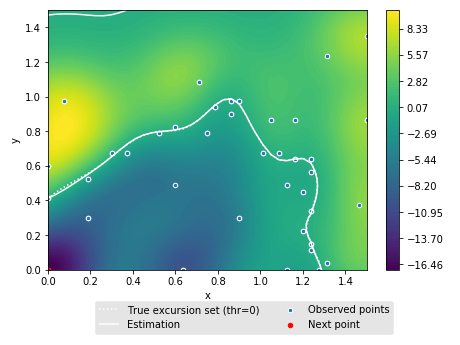 1.4
1.2
1.0
0.8
0.6
0.4
0.2
0.0
y
0.0 0.2 0.4 0.6 0.8 1.0 1.2 1.4
x
8.33
5.57
2.82
0.07
−2.69
−5.44
−8.20
−10.95
−13.70
−16.46
True excursion set (thr=0)
Estimation
Observed points
Next point